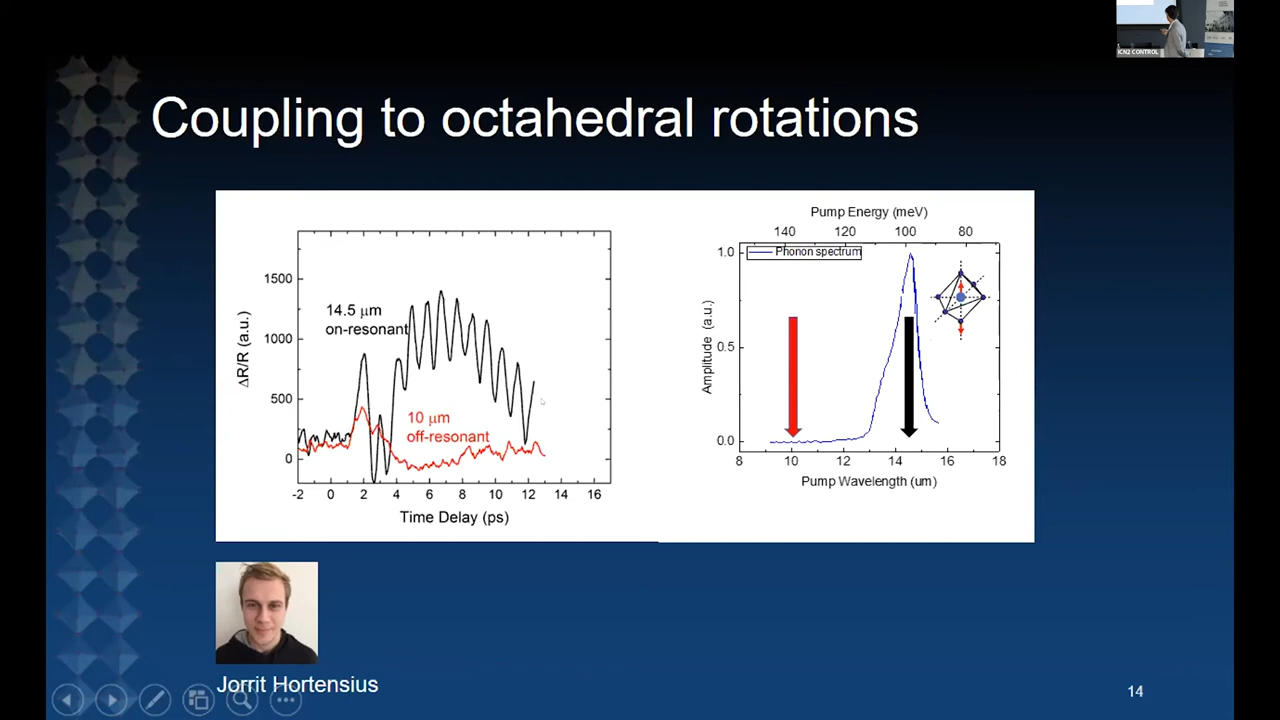 ICN2 CONTROL
Coupling to octahedral rotations
ΔR/R (a.u.)
1500
1000
500
0
14.5 μm
on-resonant
10 μm
off-resonant
-2 0 2 4 6 8 10 12 14 16
Time Delay (ps)
Pump Energy (meV)
140 120 100 80
Phonon spectrum
Amplitude (a.u.)
1.0
0.5
0.0
8 10 12 14 16 18
Pump Wavelength (um)
Jorrit Hortensius
14